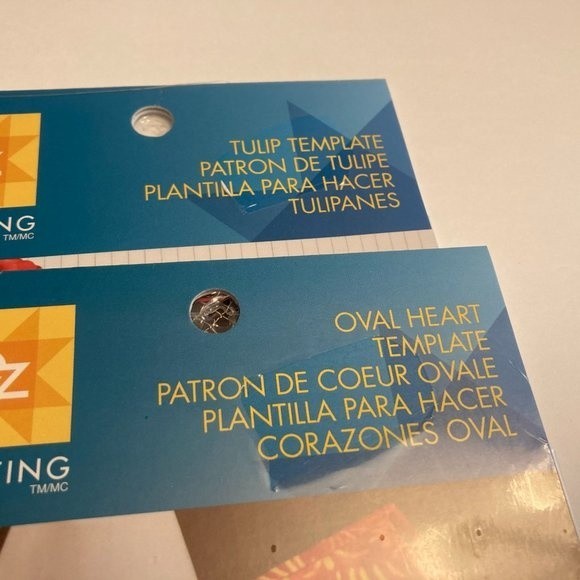 TULIP TEMPLATE
PATRON DE TULIPE
PLANTILLA PARA HACER
TULIPANES
NG
TM/MC
OVAL HEART
TEMPLATE
PATRON DE COEUR OVALE
PLANTILLA PARA HACER
CORAZONES OVAL
Z
TING
TM/MC